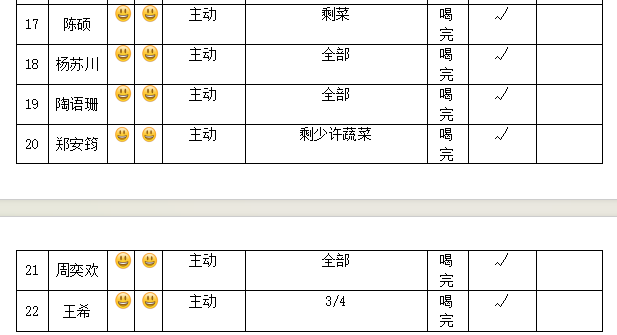 17 陈硕 😃 😃 主动 剩菜 喝完 √
18 杨苏川 😃 😃 主动 全部 喝完 √
19 陶语珊 😃 😃 主动 全部 喝完 √
20 郑安筠 😃 😃 主动 剩少许蔬菜 喝完 √
21 周奕欢 😃 😃 主动 全部 喝完 √
22 王希 😃 😃 主动 3/4 喝完 √